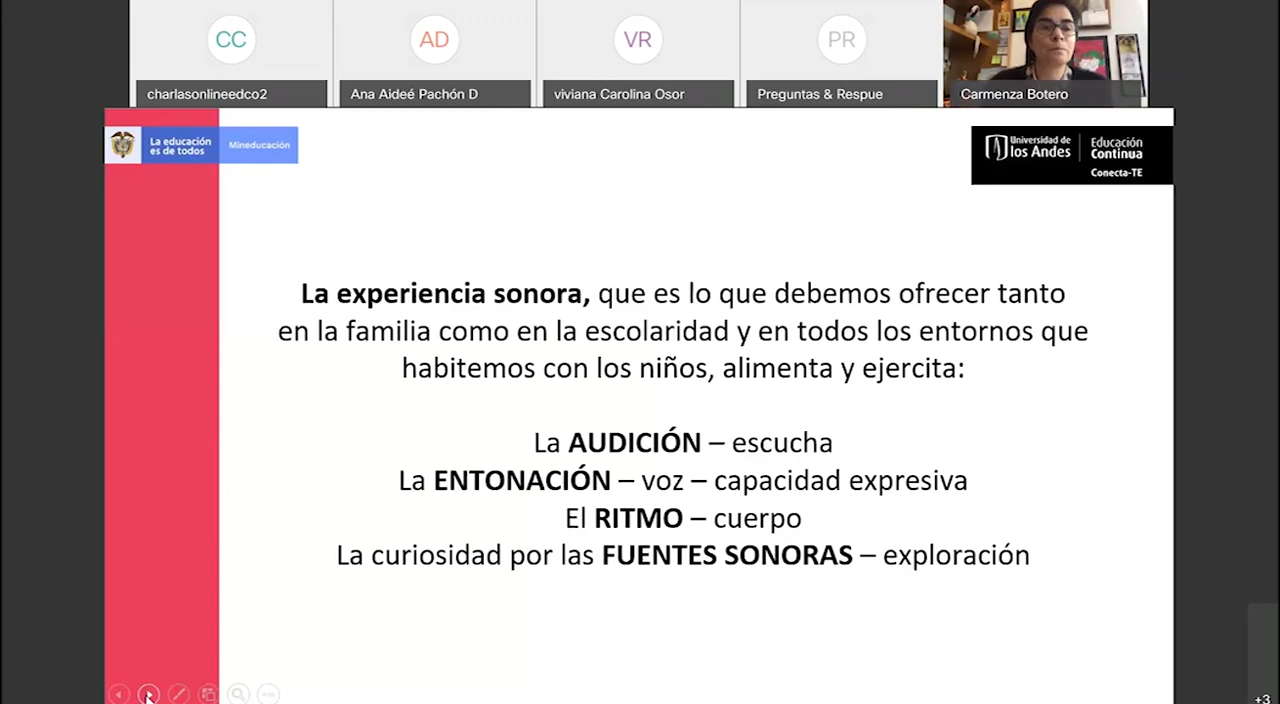 CC
AD
VR
PR
charlasonlineedco2
Ana Aideé Pachón D
viviana Carolina Osor
Preguntas & Respue
Carmenza Botero
La educación
es de todos
Mineducación
Universidad de
los Andes
Educación
Continua
Conecta-TE
La experiencia sonora, que es lo que debemos ofrecer tanto
en la familia como en la escolaridad y en todos los entornos que
habitemos con los niños, alimenta y ejercita:
La AUDICIÓN – escucha
La ENTONACIÓN – voz – capacidad expresiva
El RITMO – cuerpo
La curiosidad por las FUENTES SONORAS – exploración
+3